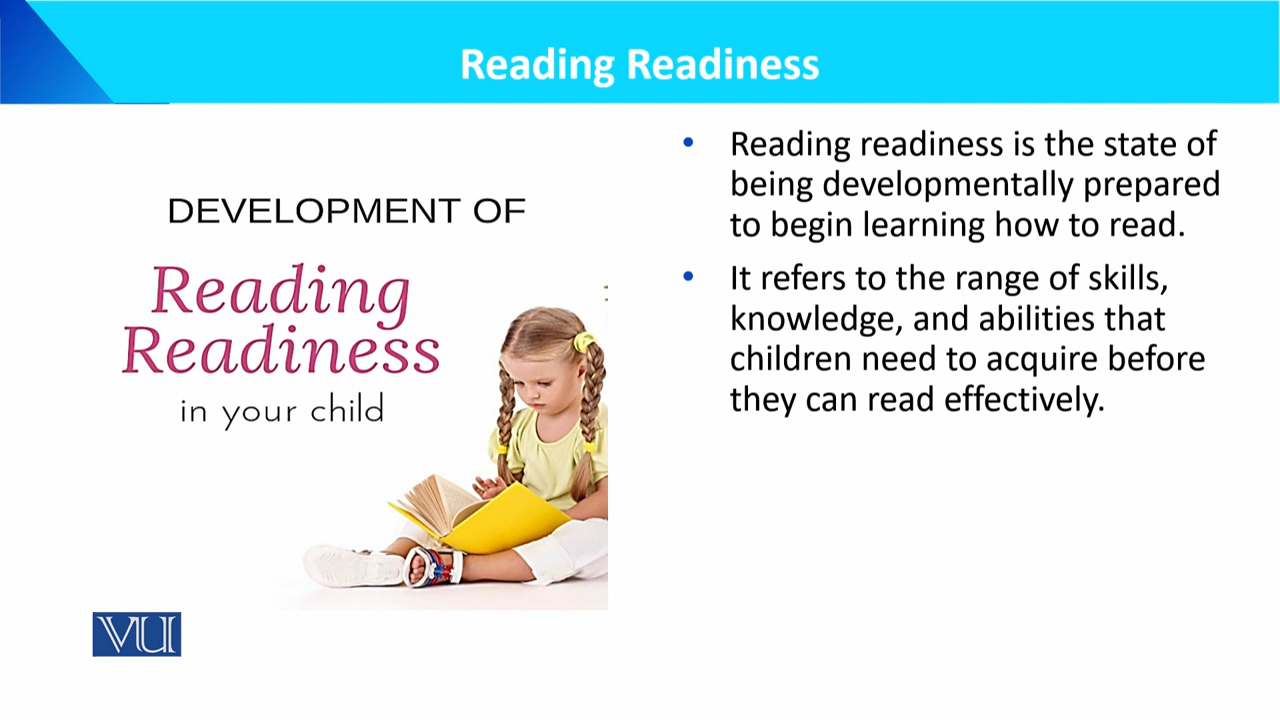 Reading Readiness
DEVELOPMENT OF
Reading
Readiness
in your child
• Reading readiness is the state of
being developmentally prepared
to begin learning how to read.
• It refers to the range of skills,
knowledge, and abilities that
children need to acquire before
they can read effectively.
VU